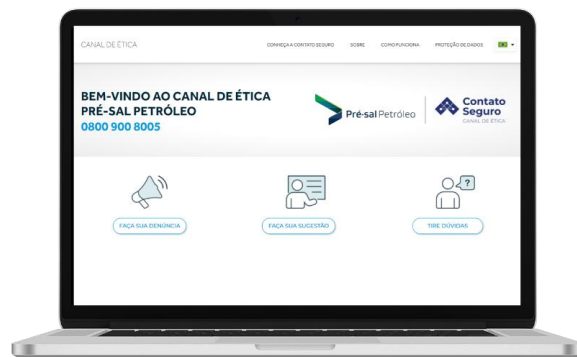 CANAL DE ÉTICA
CONHEÇA A CONTATO SEGURO SOBRE COMO FUNCIONA PROTEÇÃO DE DADOS
BEM-VINDO AO CANAL DE ÉTICA
PRÉ-SAL PETRÓLEO
0800 900 8005
Pré-sal Petróleo
Contato
Seguro
CANAL DE ÉTICA
FAÇA SUA DENÚNCIA
FAÇA SUA SUGESTÃO
TIRE DÚVIDAS